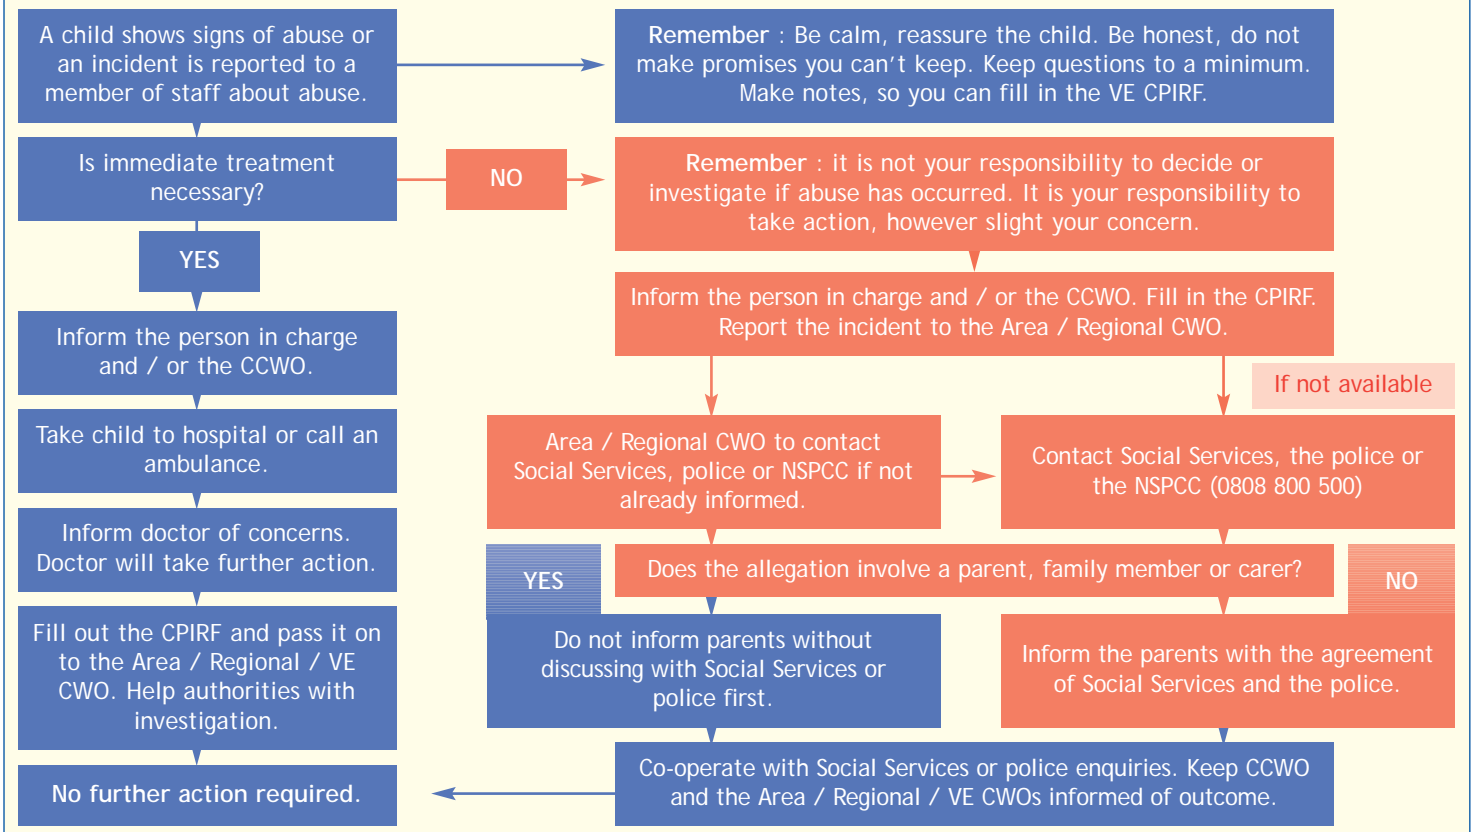 A child shows signs of abuse or
an incident is reported to a
member of staff about abuse.
Remember : Be calm, reassure the child. Be honest, do not
make promises you can't keep. Keep questions to a minimum.
Make notes, so you can fill in the VE CPIRF.
Is immediate treatment
necessary?
NO
Remember : it is not your responsibility to decide or
investigate if abuse has occurred. It is your responsibility to
take action, however slight your concern.
YES
Inform the person in charge
and / or the CCWO.
Take child to hospital or call an
ambulance.
Inform doctor of concerns.
Doctor will take further action.
Fill out the CPIRF and pass it on
to the Area / Regional / VE
CWO. Help authorities with
investigation.
No further action required.
Inform the person in charge and / or the CCWO. Fill in the CPIRF.
Report the incident to the Area / Regional CWO.
If not available
Area / Regional CWO to contact
Social Services, police or NSPCC if not
already informed.
Contact Social Services, the police or
the NSPCC (0808 800 500)
Does the allegation involve a parent, family member or carer?
YES
NO
Do not inform parents without
discussing with Social Services or
police first.
Inform the parents with the agreement
of Social Services and the police.
Co-operate with Social Services or police enquiries. Keep CCWO
and the Area / Regional / VE CWOs informed of outcome.